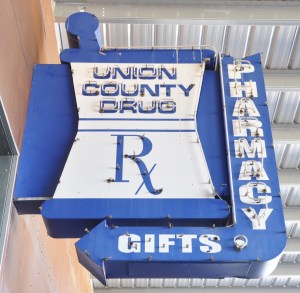 UNION
COUNTY
DRUG
Rx
PHARMACY
GIFTS